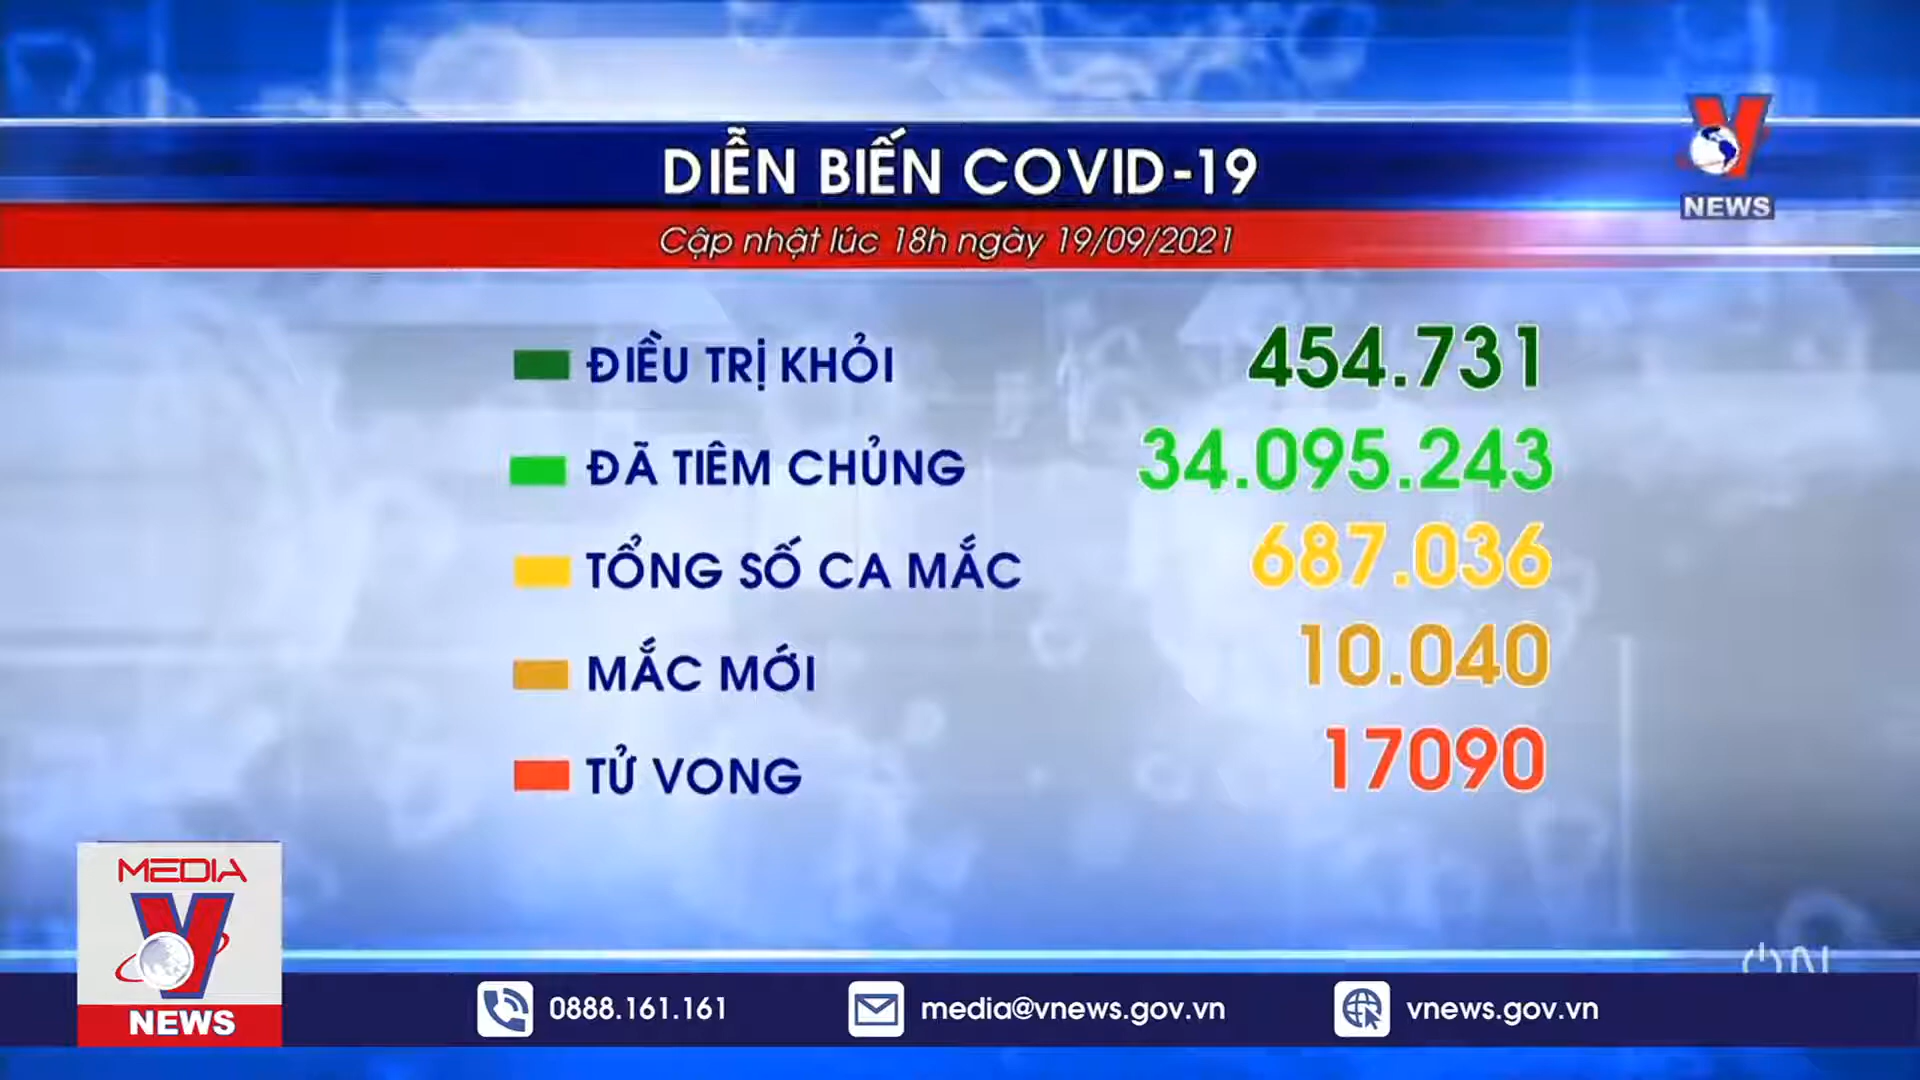 DIỄN BIẾN COVID-19
Cập nhật lúc 18h ngày 19/09/2021
NEWS
ĐIỀU TRỊ KHỎI 454.731
ĐÃ TIÊM CHỦNG 34.095.243
TỔNG SỐ CA MẮC 687.036
MẮC MỚI 10.040
TỬ VONG 17090
MEDIA
V
NEWS
0888.161.161 media@vnews.gov.vn vnews.gov.vn